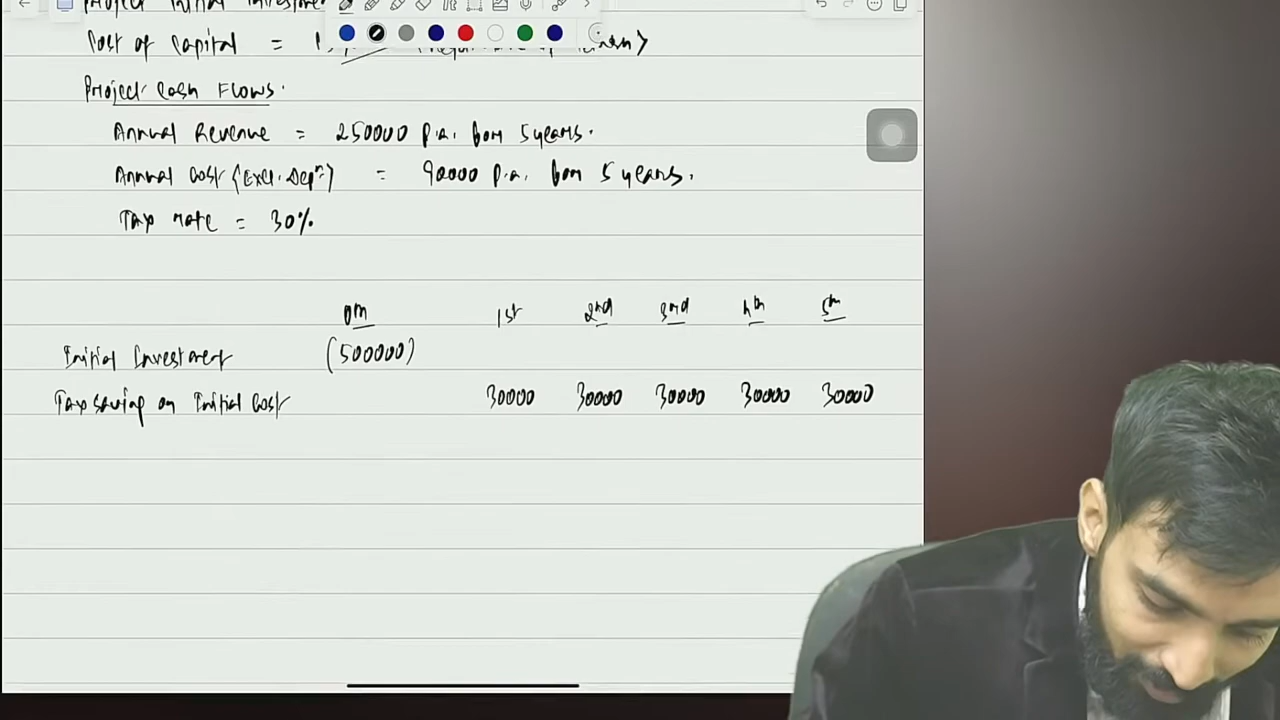 Project Initial
Cost of Capital =
Project Cash Flows.
Annual Revenue = 250000 p.a. for 5 years.
Annual Cost {Excl. Depn} = 90000 p.a. for 5 years.
Tax rate = 30%
0th 1st 2nd 3rd 4th 5th
Initial Investment (500000)
Tax saving on Initial Cost 30000 30000 30000 30000 30000